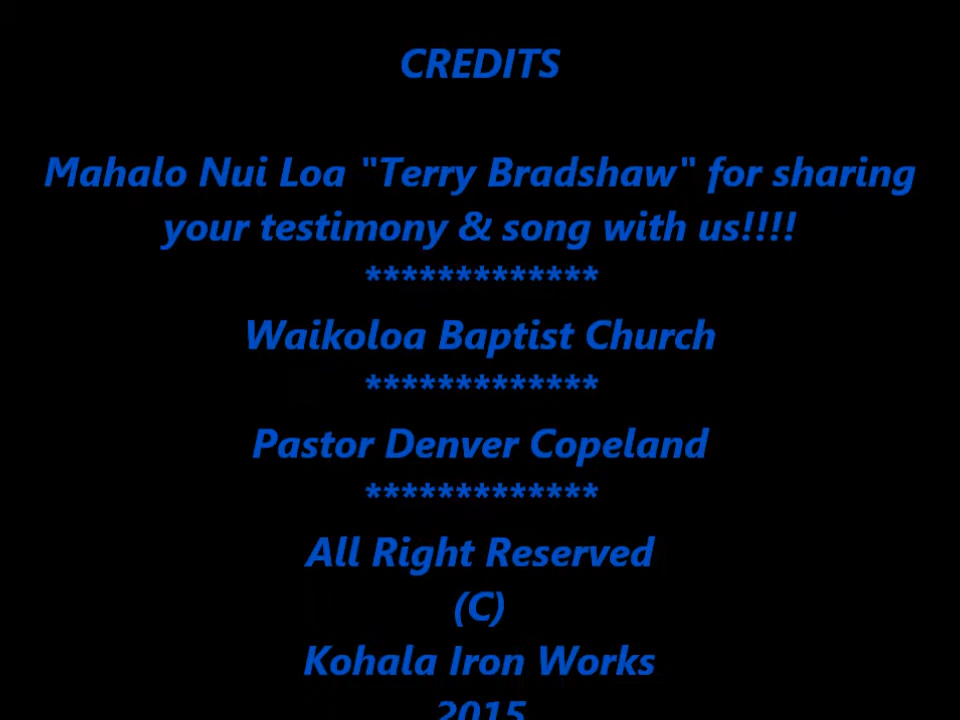 CREDITS
Mahalo Nui Loa "Terry Bradshaw" for sharing
your testimony & song with us!!!!
*************
Waikoloa Baptist Church
*************
Pastor Denver Copeland
*************
All Right Reserved
(C)
Kohala Iron Works
2015